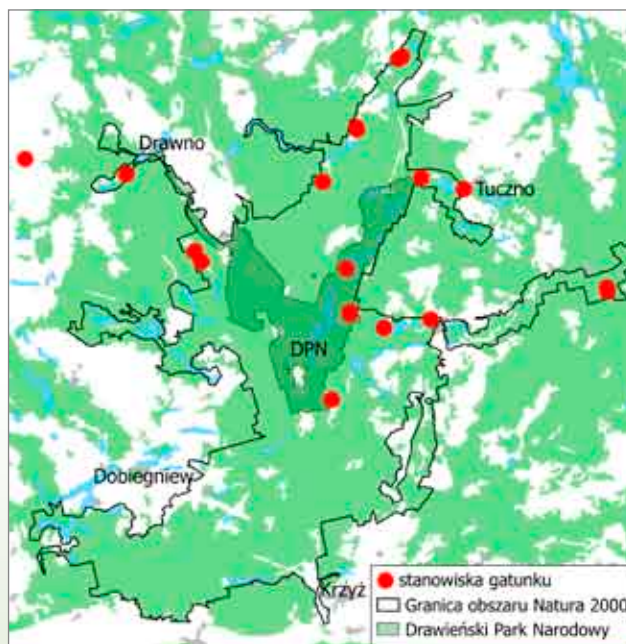 Drawno
Tuczno
DPN
Dobiegniew
Krzyż
stanowiska gatunku
Granica obszaru Natura 2000
Drawieński Park Narodowy